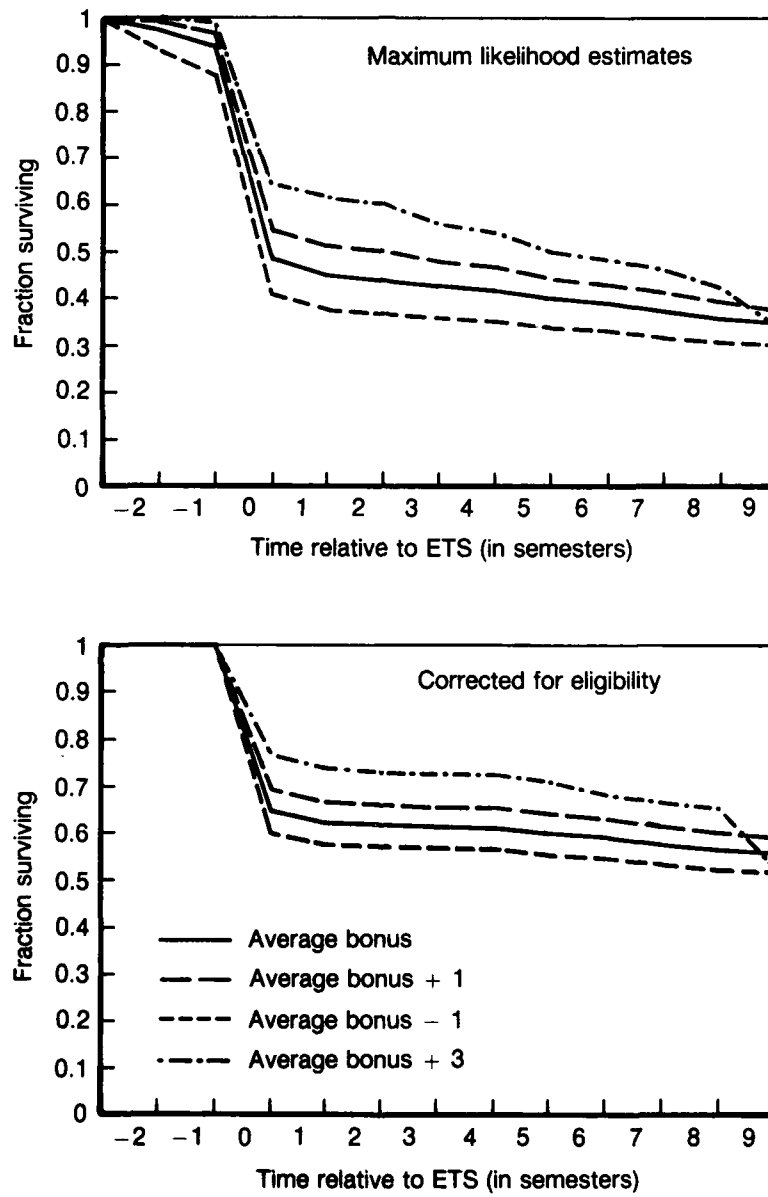 Maximum likelihood estimates
Fraction surviving
1
0.9
0.8
0.7
0.6
0.5
0.4
0.3
0.2
0.1
0
−2 −1 0 1 2 3 4 5 6 7 8 9
Time relative to ETS (in semesters)
Corrected for eligibility
Fraction surviving
1
0.9
0.8
0.7
0.6
0.5
0.4
0.3
0.2
0.1
0
Average bonus
Average bonus + 1
Average bonus − 1
Average bonus + 3
−2 −1 0 1 2 3 4 5 6 7 8 9
Time relative to ETS (in semesters)